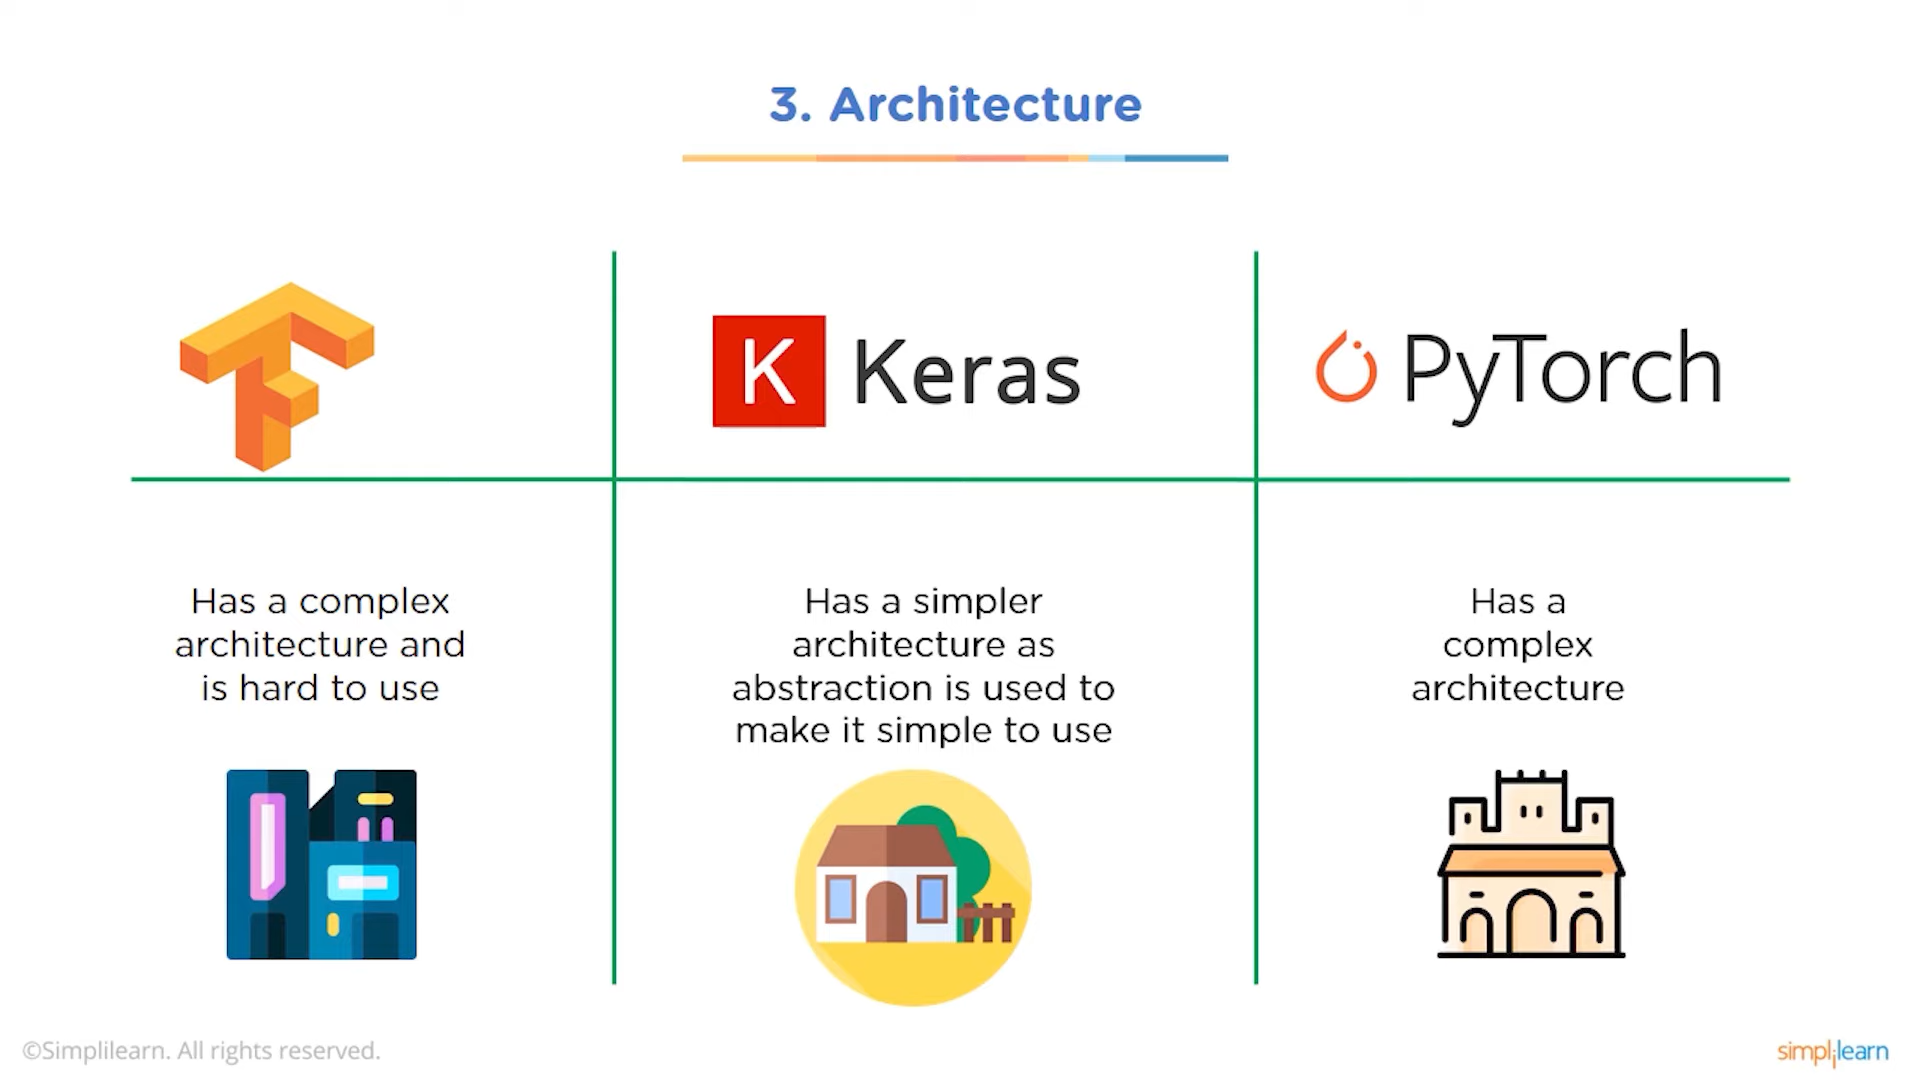 3. Architecture
K Keras
PyTorch
Has a complex
architecture and
is hard to use
Has a simpler
architecture as
abstraction is used to
make it simple to use
Has a
complex
architecture
©Simplilearn. All rights reserved.
simplilearn